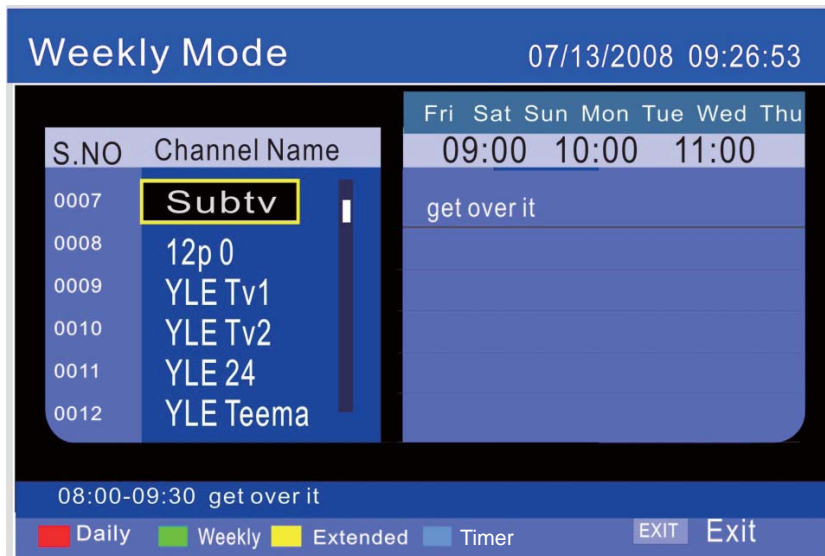 Weekly Mode 07/13/2008 09:26:53
Fri Sat Sun Mon Tue Wed Thu
S.NO Channel Name 09:00 10:00 11:00
0007 Subtv get over it
0008 12p 0
0009 YLE Tv1
0010 YLE Tv2
0011 YLE 24
0012 YLE Teema
08:00-09:30 get over it
Daily Weekly Extended Timer EXIT Exit